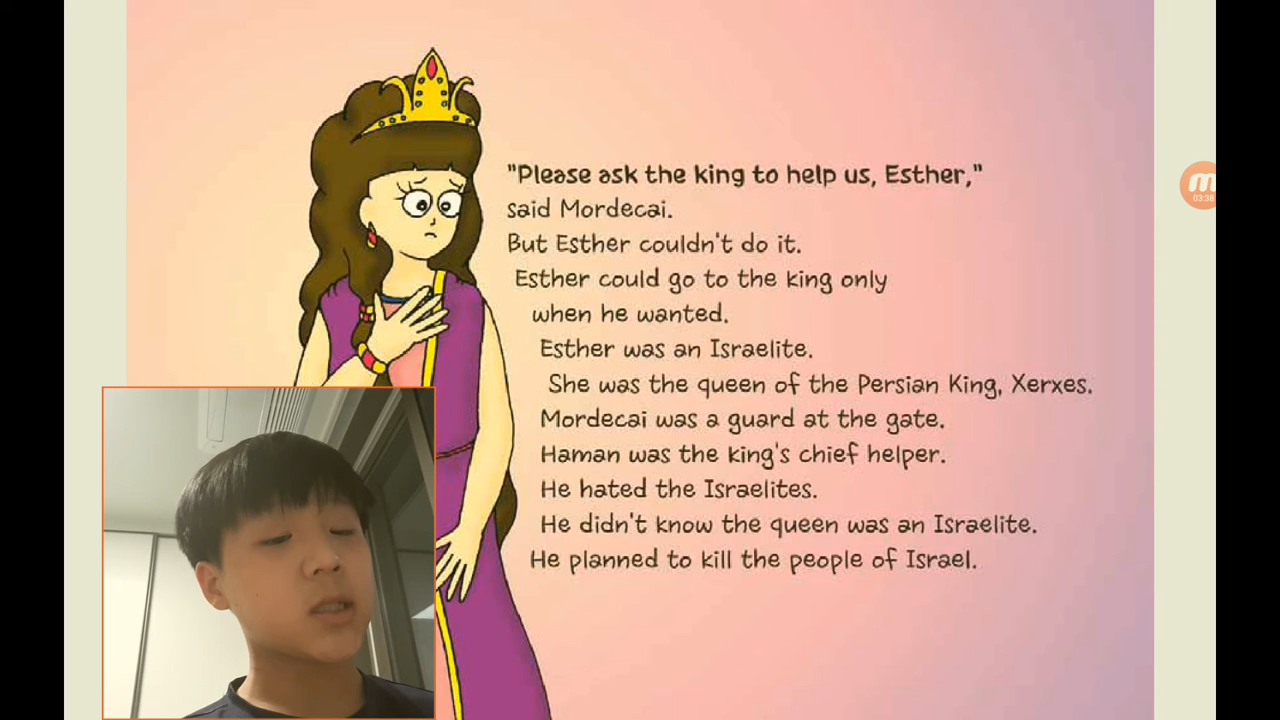 "Please ask the king to help us, Esther,"
said Mordecai.
But Esther couldn't do it.
Esther could go to the king only
when he wanted.
Esther was an Israelite.
She was the queen of the Persian King, Xerxes.
Mordecai was a guard at the gate.
Haman was the king's chief helper.
He hated the Israelites.
He didn't know the queen was an Israelite.
He planned to kill the people of Israel.
03:38